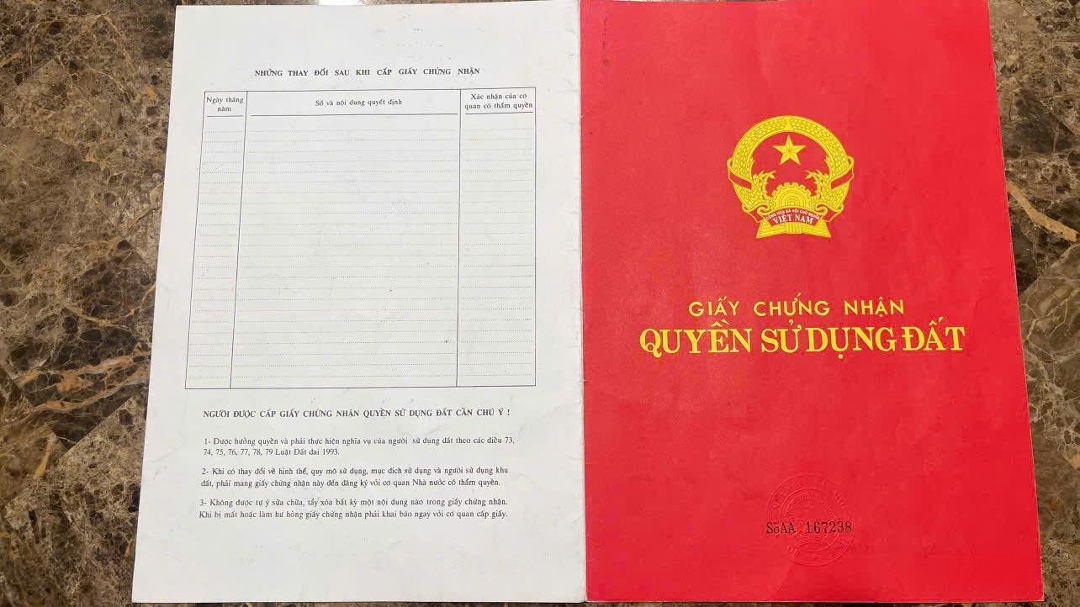 NHỮNG THAY ĐỔI SAU KHI CẤP GIẤY CHỨNG NHẬN
Ngày tháng năm
Số và nội dung quyết định
Xác nhận của cơ quan có thẩm quyền
NGƯỜI ĐƯỢC CẤP GIẤY CHỨNG NHẬN QUYỀN SỬ DỤNG ĐẤT CẦN CHÚ Ý !
1- Được hưởng quyền và phải thực hiện nghĩa vụ của người sử dụng đất theo các điều 73,
74, 75, 76, 77, 78, 79 Luật Đất đai 1993.
2- Khi có thay đổi về hình thể, quy mô sử dụng, mục đích sử dụng và người sử dụng khu
đất, phải mang giấy chứng nhận này đến đăng ký với cơ quan Nhà nước có thẩm quyền.
3- Không được tự ý sửa chữa, tẩy xóa bất kỳ một nội dung nào trong giấy chứng nhận.
Khi bị mất hoặc làm hư hỏng giấy chứng nhận phải khai báo ngay với cơ quan cấp giấy.
VIỆT NAM
GIẤY CHỨNG NHẬN
QUYỀN SỬ DỤNG ĐẤT
Số AA 167238